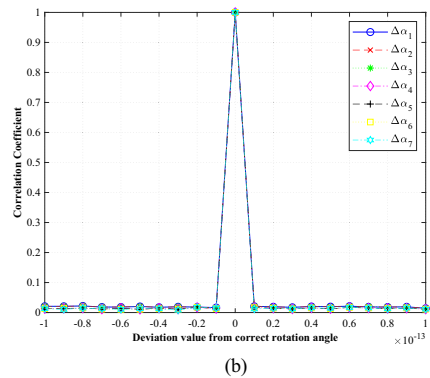 1
0.9
0.8
0.7
0.6
0.5
0.4
0.3
0.2
0.1
0
Correlation Coefficient
Δα1
Δα2
Δα3
Δα4
Δα5
Δα6
Δα7
-1 -0.8 -0.6 -0.4 -0.2 0 0.2 0.4 0.6 0.8 1
Deviation value from correct rotation angle
×10-13
(b)